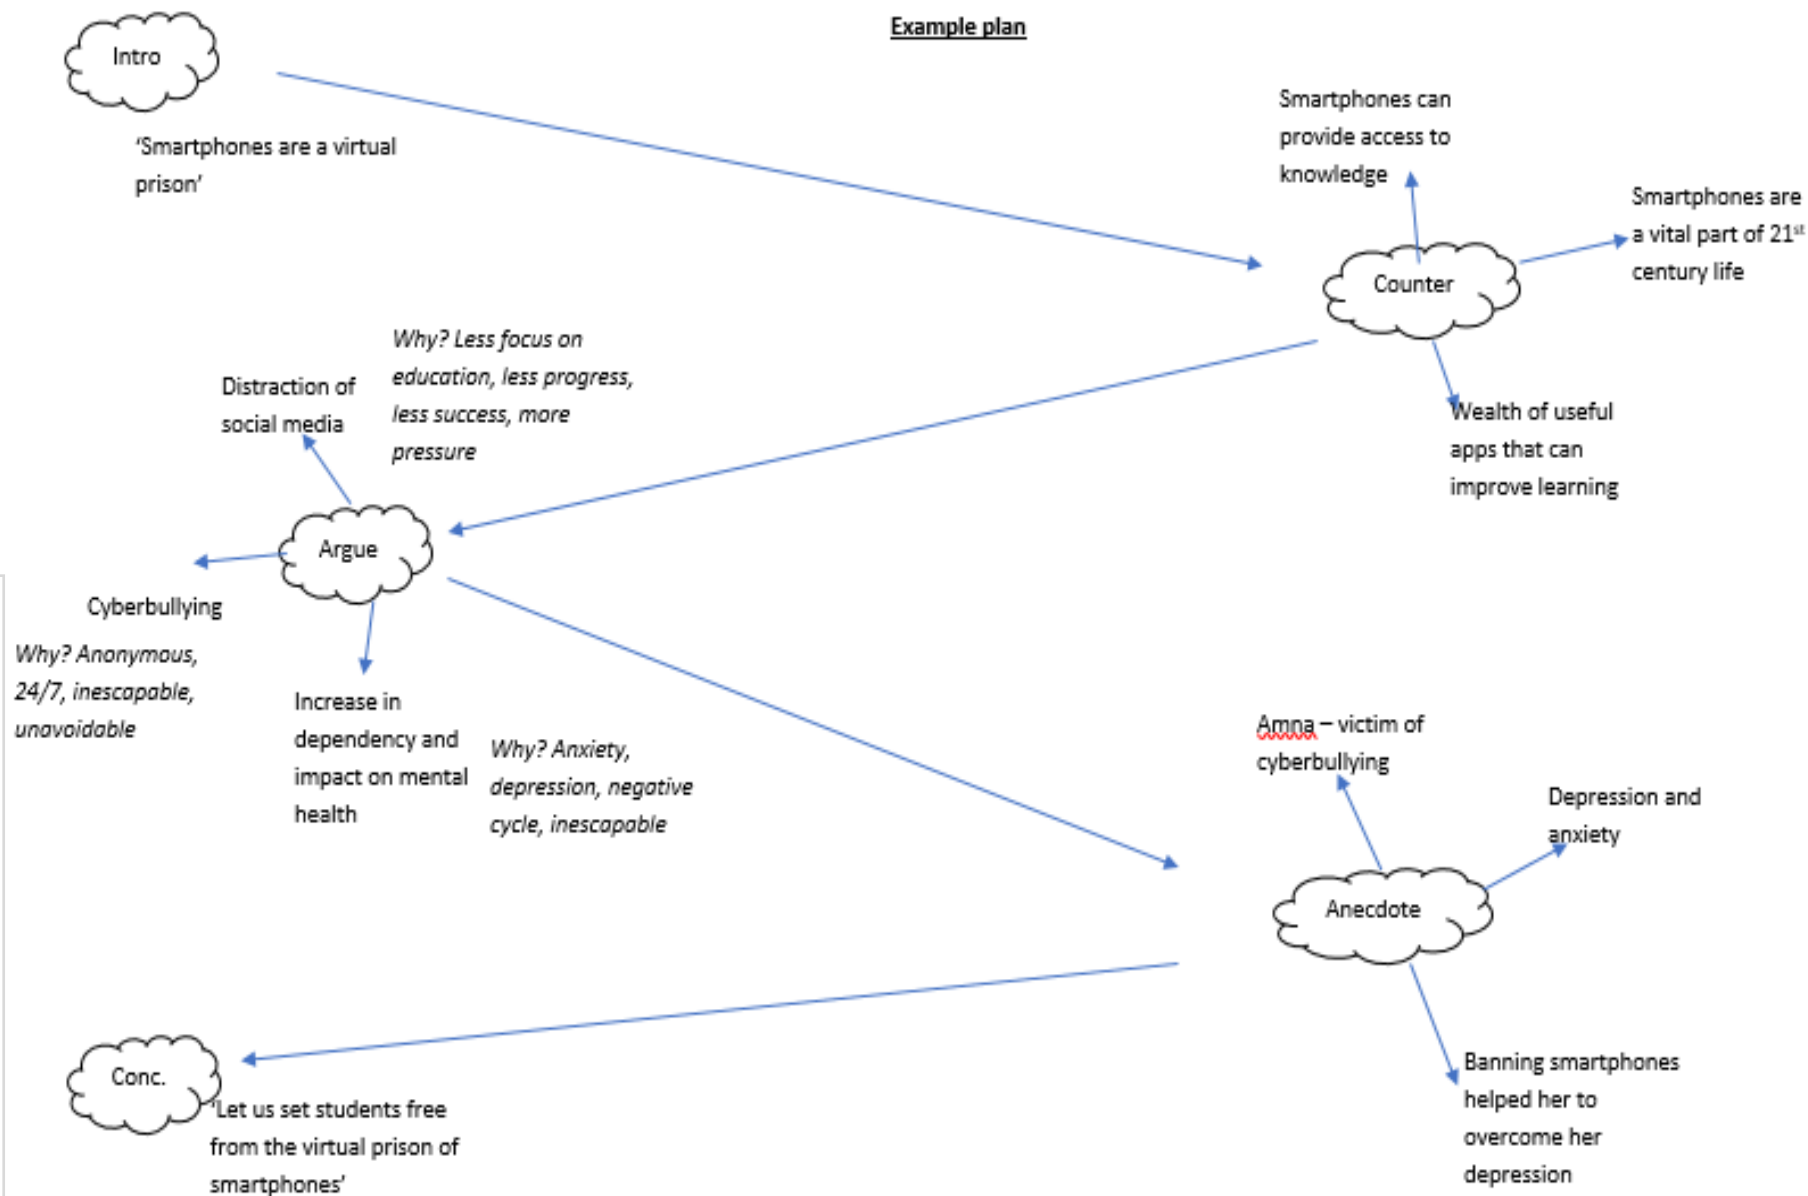 Example plan
Intro
‘Smartphones are a virtual
prison’
Smartphones can
provide access to
knowledge
Smartphones are
a vital part of 21st
century life
Counter
Wealth of useful
apps that can
improve learning
Why? Less focus on
education, less progress,
less success, more
pressure
Distraction of
social media
Argue
Cyberbullying
Why? Anonymous,
24/7, inescapable,
unavoidable
Increase in
dependency and
impact on mental
health
Why? Anxiety,
depression, negative
cycle, inescapable
Amna – victim of
cyberbullying
Depression and
anxiety
Anecdote
Banning smartphones
helped her to
overcome her
depression
Conc.
‘Let us set students free
from the virtual prison of
smartphones’